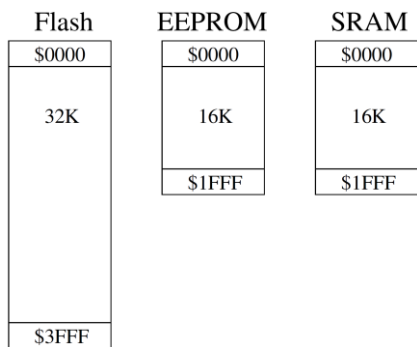 Flash EEPROM SRAM
$0000 $0000 $0000
32K 16K 16K
$1FFF $1FFF
$3FFF